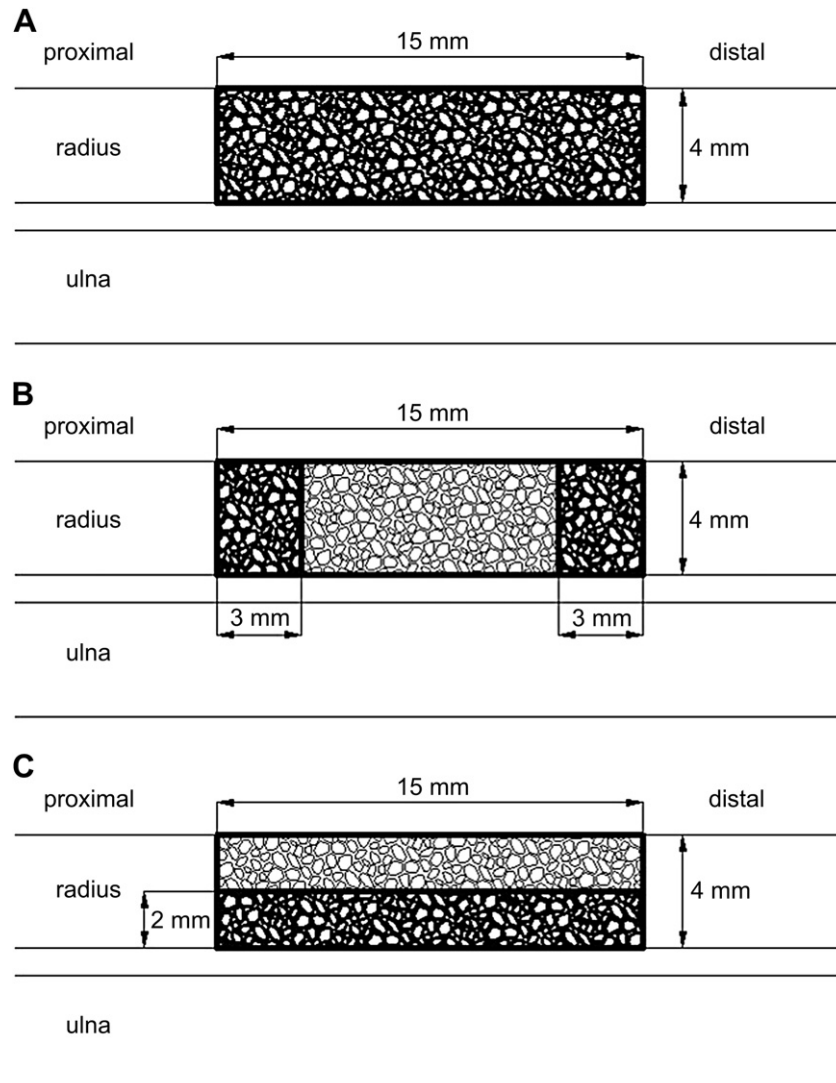 A
15 mm
proximal
distal
radius
4 mm
ulna
B
15 mm
proximal
distal
radius
4 mm
3 mm
3 mm
ulna
C
15 mm
proximal
distal
radius
4 mm
2 mm
ulna